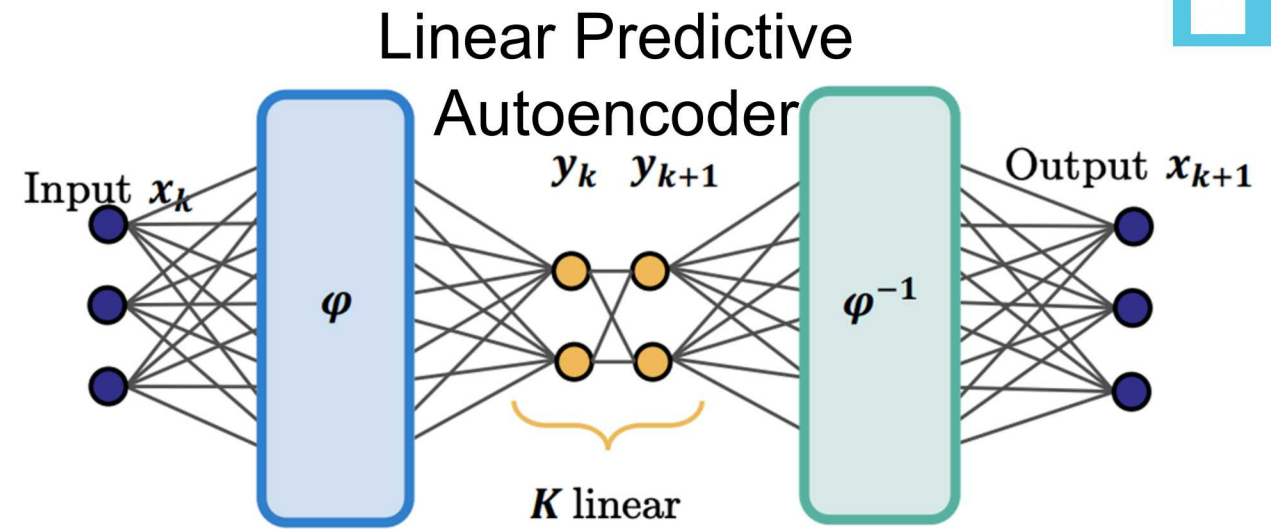 Linear Predictive
Autoencoder
Input xₖ
yₖ yₖ₊₁
Output xₖ₊₁
φ
φ⁻¹
K linear